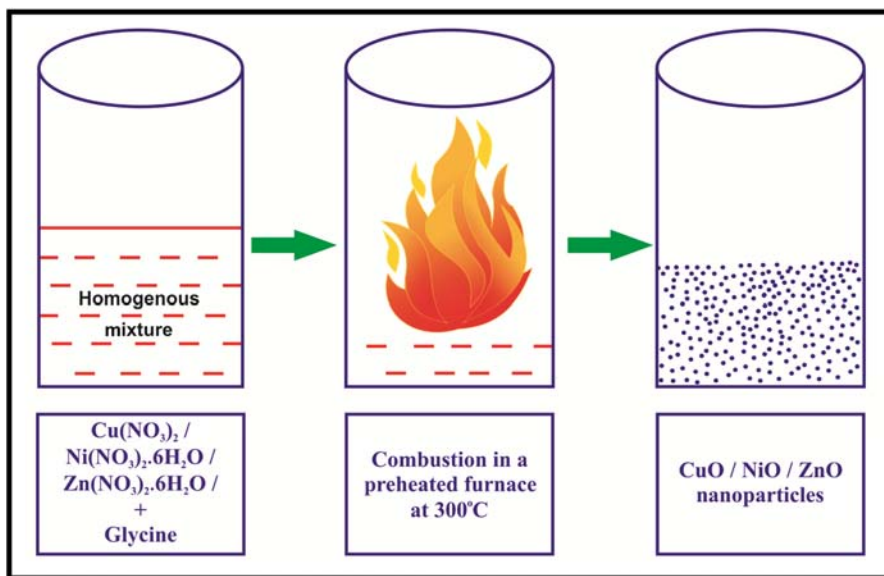 Homogenous
mixture
Cu(NO₃)₂ /
Ni(NO₃)₂.6H₂O /
Zn(NO₃)₂.6H₂O /
+
Glycine
Combustion in a
preheated furnace
at 300°C
CuO / NiO / ZnO
nanoparticles